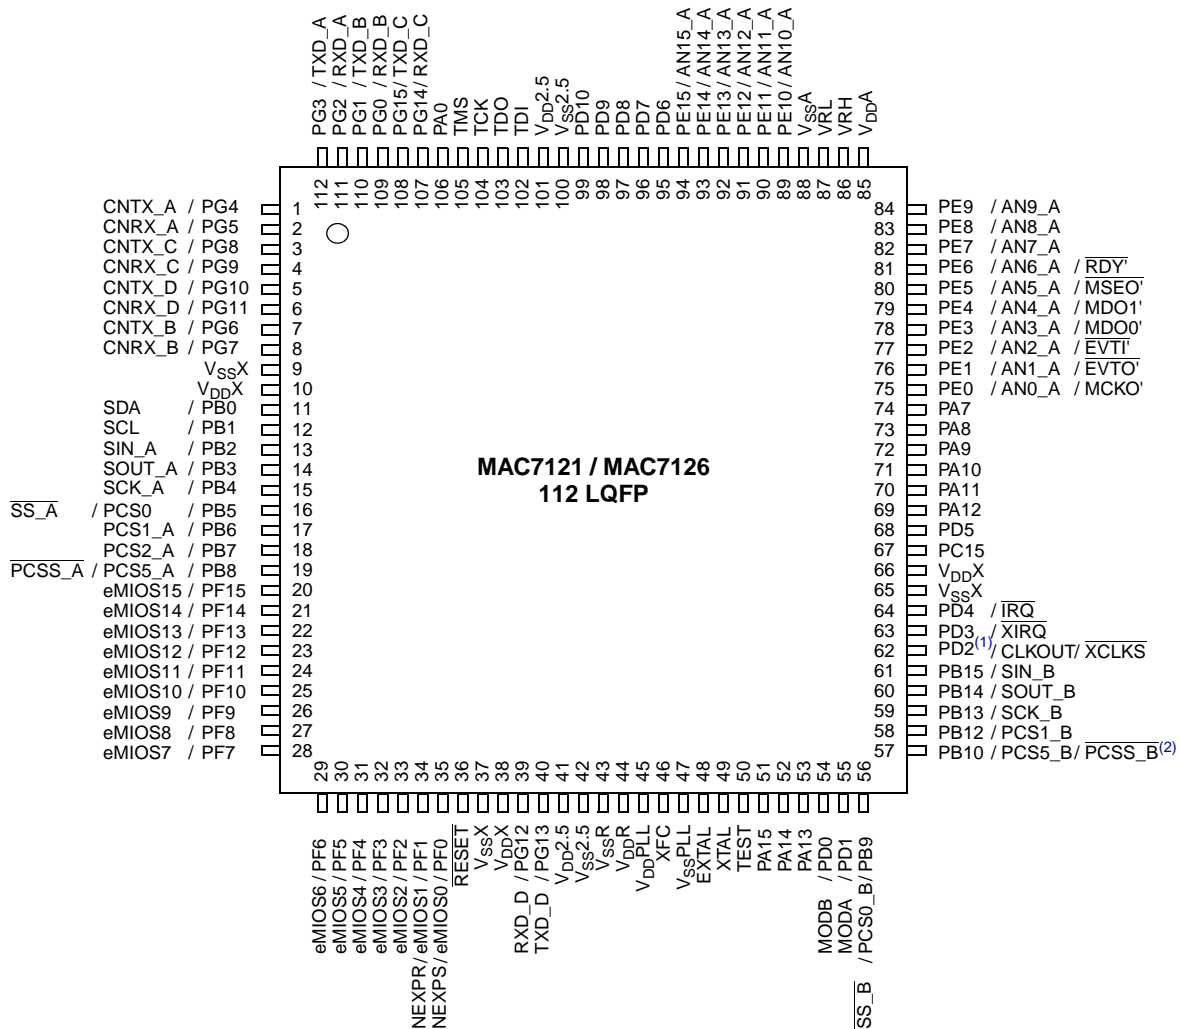 PG3 / TXD_A
PG2 / RXD_A
PG1 / TXD_B
PG0 / RXD_B
PG15/ TXD_C
PG14/ RXD_C
PA0
TMS
TCK
TDO
TDI
VDD2.5
VSS2.5
PD10
PD9
PD8
PD7
PD6
PE15 / AN15_A
PE14 / AN14_A
PE13 / AN13_A
PE12 / AN12_A
PE11 / AN11_A
PE10 / AN10_A
VSSA
VRL
VRH
VDDA
112 111 110 109 108 107 106 105 104 103 102 101 100 99 98 97 96 95 94 93 92 91 90 89 88 87 86 85
CNTX_A / PG4 1
CNRX_A / PG5 2
CNTX_C / PG8 3
CNRX_C / PG9 4
CNTX_D / PG10 5
CNRX_D / PG11 6
CNTX_B / PG6 7
CNRX_B / PG7 8
VSSX 9
VDDX 10
SDA / PB0 11
SCL / PB1 12
SIN_A / PB2 13
SOUT_A / PB3 14
SCK_A / PB4 15
SS_A / PCS0 / PB5 16
PCS1_A / PB6 17
PCS2_A / PB7 18
PCSS_A / PCS5_A / PB8 19
eMIOS15 / PF15 20
eMIOS14 / PF14 21
eMIOS13 / PF13 22
eMIOS12 / PF12 23
eMIOS11 / PF11 24
eMIOS10 / PF10 25
eMIOS9 / PF9 26
eMIOS8 / PF8 27
eMIOS7 / PF7 28
MAC7121 / MAC7126
112 LQFP
84 PE9 / AN9_A
83 PE8 / AN8_A
82 PE7 / AN7_A
81 PE6 / AN6_A / RDY'
80 PE5 / AN5_A / MSEO'
79 PE4 / AN4_A / MDO1'
78 PE3 / AN3_A / MDO0'
77 PE2 / AN2_A / EVTI'
76 PE1 / AN1_A / EVTO'
75 PE0 / AN0_A / MCKO'
74 PA7
73 PA8
72 PA9
71 PA10
70 PA11
69 PA12
68 PD5
67 PC15
66 VDDX
65 VSSX
64 PD4 / IRQ
63 PD3 / XIRQ
62 PD2(1)/ CLKOUT/ XCLKS
61 PB15 / SIN_B
60 PB14 / SOUT_B
59 PB13 / SCK_B
58 PB12 / PCS1_B
57 PB10 / PCS5_B/ PCSS_B(2)
29 30 31 32 33 34 35 36 37 38 39 40 41 42 43 44 45 46 47 48 49 50 51 52 53 54 55 56
eMIOS6 / PF6
eMIOS5 / PF5
eMIOS4 / PF4
eMIOS3 / PF3
eMIOS2 / PF2
NEXPR / eMIOS1 / PF1
NEXPS / eMIOS0 / PF0
RESET
VSSX
VDDX
RXD_D / PG12
TXD_D / PG13
VDD2.5
VSS2.5
VSSR
VDDR
VDDPLL
XFC
VSSPLL
EXTAL
XTAL
TEST
PA15
PA14
PA13
MODB / PD0
MODA / PD1
SS_B / PCS0_B / PB9